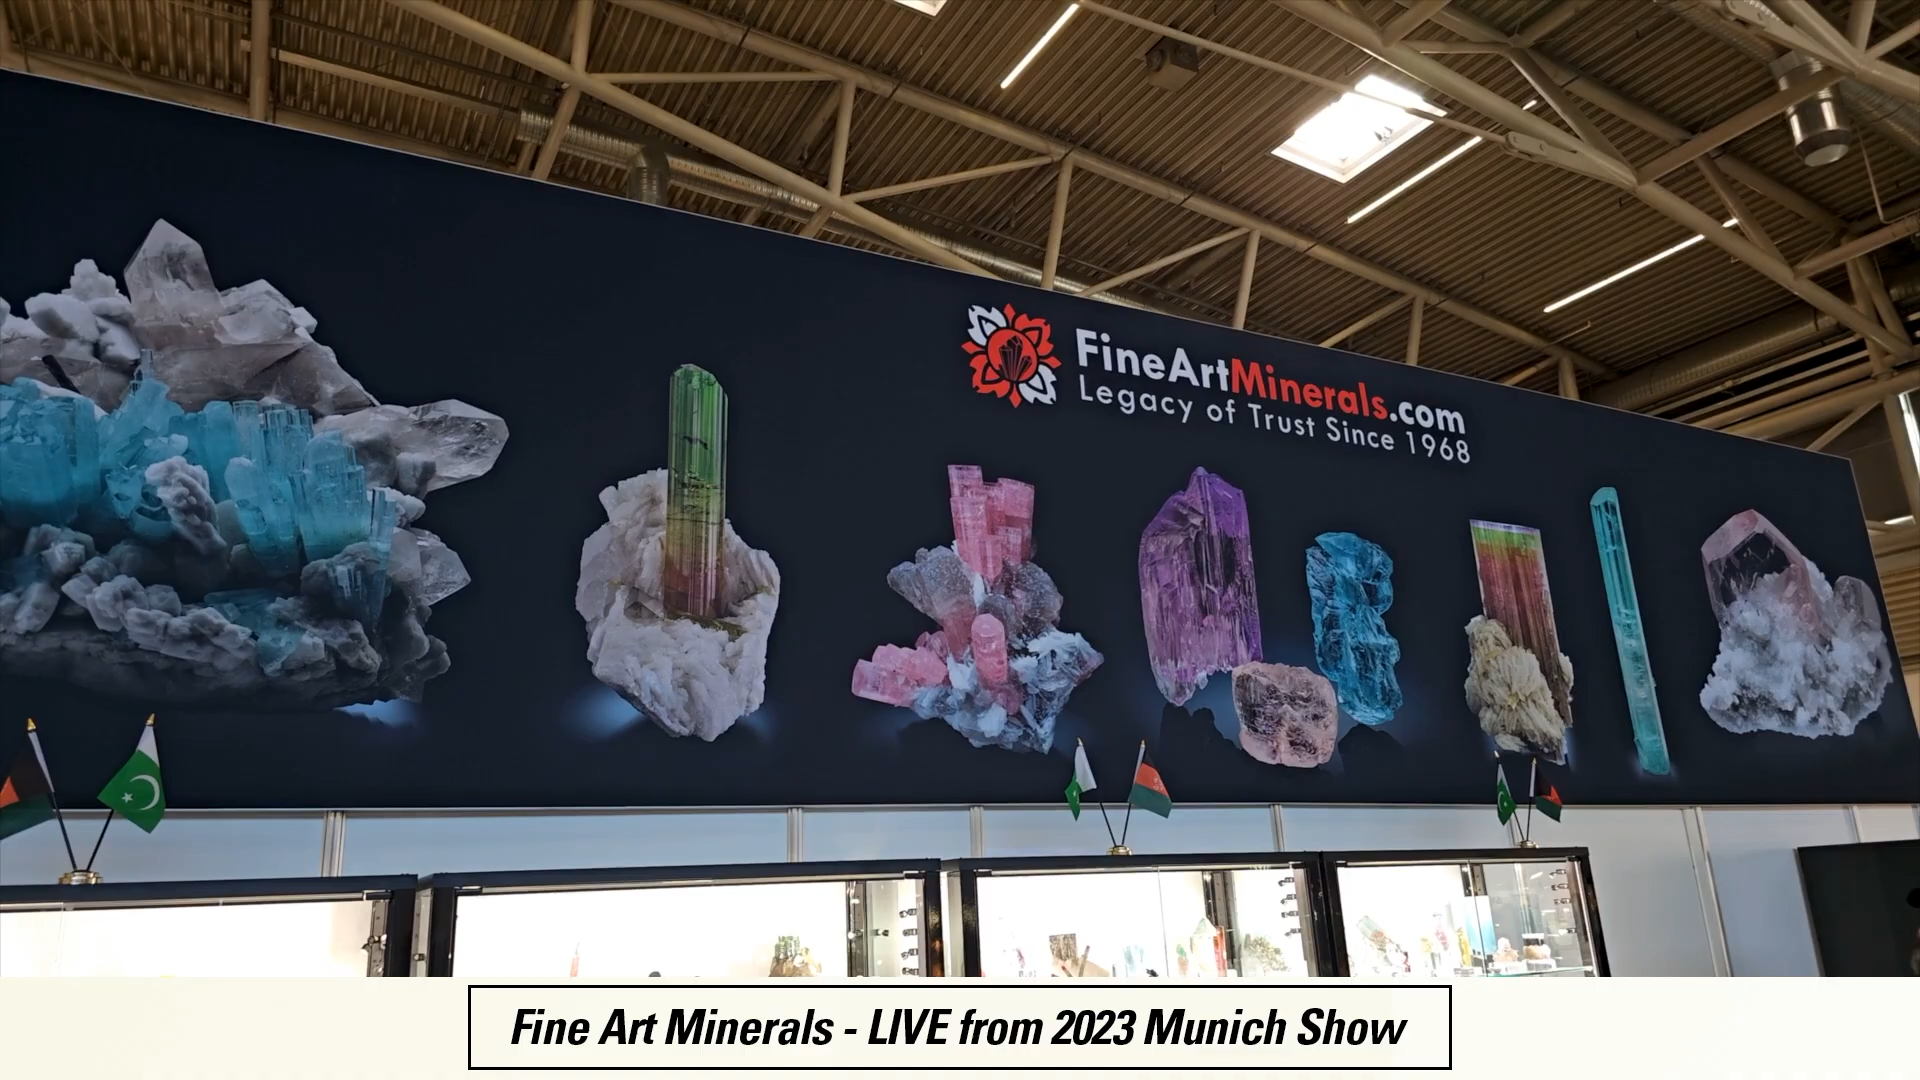 FineArtMinerals.com
Legacy of Trust Since 1968
Fine Art Minerals - LIVE from 2023 Munich Show